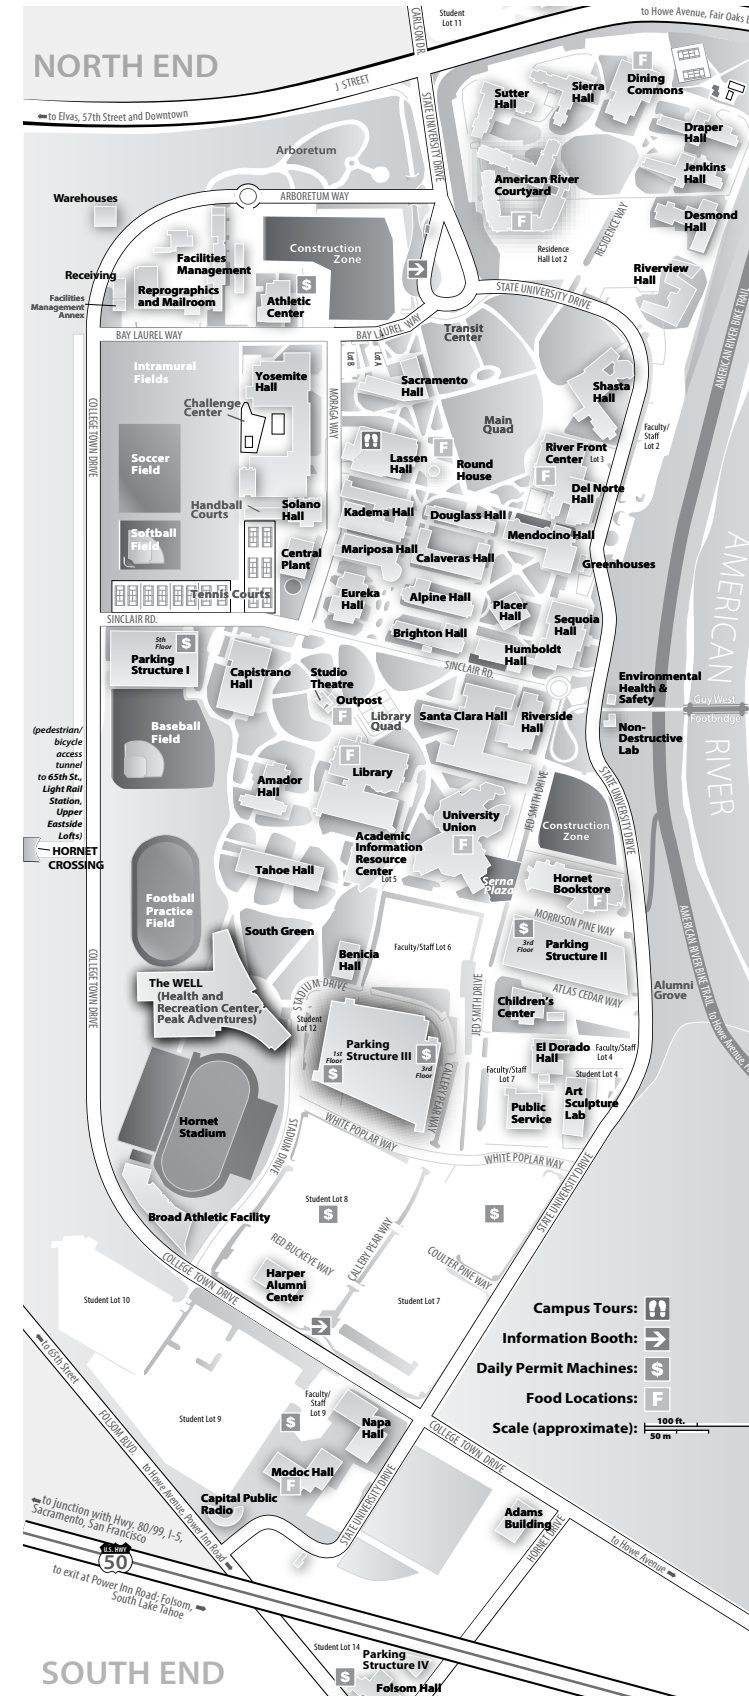 to Howe Avenue, Fair Oaks
Student
Lot 11
CARLSON DR.
NORTH END
J STREET
to Elvas, 57th Street and Downtown
STATE UNIVERSITY DRIVE
F
Dining
Commons
Sierra
Hall
Sutter
Hall
Draper
Hall
Arboretum
Jenkins
Hall
American River
Courtyard
F
Warehouses
ARBORETUM WAY
Desmond
Hall
RESIDENCE WAY
Residence
Hall Lot 2
Construction
Zone
Facilities
Management
Receiving
Riverview
Hall
Reprographics
and Mailroom
$
Athletic
Center
Facilities
Management
Annex
STATE UNIVERSITY DRIVE
AMERICAN RIVER BIKE TRAIL
BAY LAUREL WAY
BAY LAUREL WAY
Transit
Center
Lot B
Lot A
Intramural
Fields
Yosemite
Hall
Sacramento
Hall
Shasta
Hall
Challenge
Center
MORAGA WAY
COLLEGE TOWN DRIVE
Main
Quad
Faculty/
Staff
Lot 2
Soccer
Field
Lassen
Hall
F
Round
House
River Front
Center
Lot 3
F
Del Norte
Hall
Handball
Courts
Solano
Hall
Kadema Hall
Douglass Hall
Softball
Field
Mendocino Hall
Central
Plant
Mariposa Hall
Calaveras Hall
Greenhouses
AMERICAN
RIVER
Tennis Courts
Eureka
Hall
Alpine Hall
Placer
Hall
Sequoia
Hall
SINCLAIR RD.
Brighton Hall
Humboldt
Hall
5th
Floor
$
Parking
Structure I
SINCLAIR RD.
Capistrano
Hall
Studio
Theatre
Outpost
F
Environmental
Health &
Safety
Guy West
Footbridge
Library
Quad
Santa Clara Hall
Riverside
Hall
Non-
Destructive
Lab
Baseball
Field
(pedestrian/
bicycle
access
tunnel
to 65th St.,
Light Rail
Station,
Upper
Eastside
Lofts)
HORNET
CROSSING
F
Library
Amador
Hall
JED SMITH DRIVE
STATE UNIVERSITY DRIVE
University
Union
F
Construction
Zone
Academic
Information
Resource
Center
Lot 5
Tahoe Hall
Serna
Plaza
Hornet
Bookstore
F
Football
Practice
Field
MORRISON PINE WAY
South Green
$
3rd
Floor
Parking
Structure II
Benicia
Hall
Faculty/Staff Lot 6
AMERICAN RIVER BIKE TRAIL
to Howe Avenue
COLLEGE TOWN DRIVE
The WELL
(Health and
Recreation Center,
Peak Adventures)
STADIUM DRIVE
Student
Lot 12
JED SMITH DRIVE
ATLAS CEDAR WAY
Alumni
Grove
Children's
Center
Parking
Structure III
1st
Floor
$
$
3rd
Floor
El Dorado
Hall
Faculty/Staff
Lot 4
Faculty/Staff
Lot 7
Student Lot 4
CALLERY PEAR WAY
Art
Sculpture
Lab
Public
Service
Hornet
Stadium
STADIUM DRIVE
WHITE POPLAR WAY
WHITE POPLAR WAY
STATE UNIVERSITY DRIVE
Student Lot 8
$
$
Broad Athletic Facility
RED BUCKEYE WAY
CALLERY PEAR WAY
COULTER PINE WAY
COLLEGE TOWN DRIVE
Harper
Alumni
Center
Student Lot 10
Student Lot 7
Campus Tours:
Information Booth:
Daily Permit Machines: $
Food Locations: F
Scale (approximate):
100 ft.
50 m
to 65th Street
FOLSOM BLVD.
to Howe Avenue, Power Inn Road
Faculty/
Staff
Lot 9
Student Lot 9
$
Napa
Hall
COLLEGE TOWN DRIVE
Modoc Hall
F
Capital Public
Radio
STATE UNIVERSITY DRIVE
Adams
Building
HORNET DRIVE
to Howe Avenue
to junction with Hwy. 80/99, I-5,
Sacramento, San Francisco
U.S. HWY
50
to exit at Power Inn Road; Folsom,
South Lake Tahoe
SOUTH END
Student Lot 14
$
Parking
Structure IV
Folsom Hall